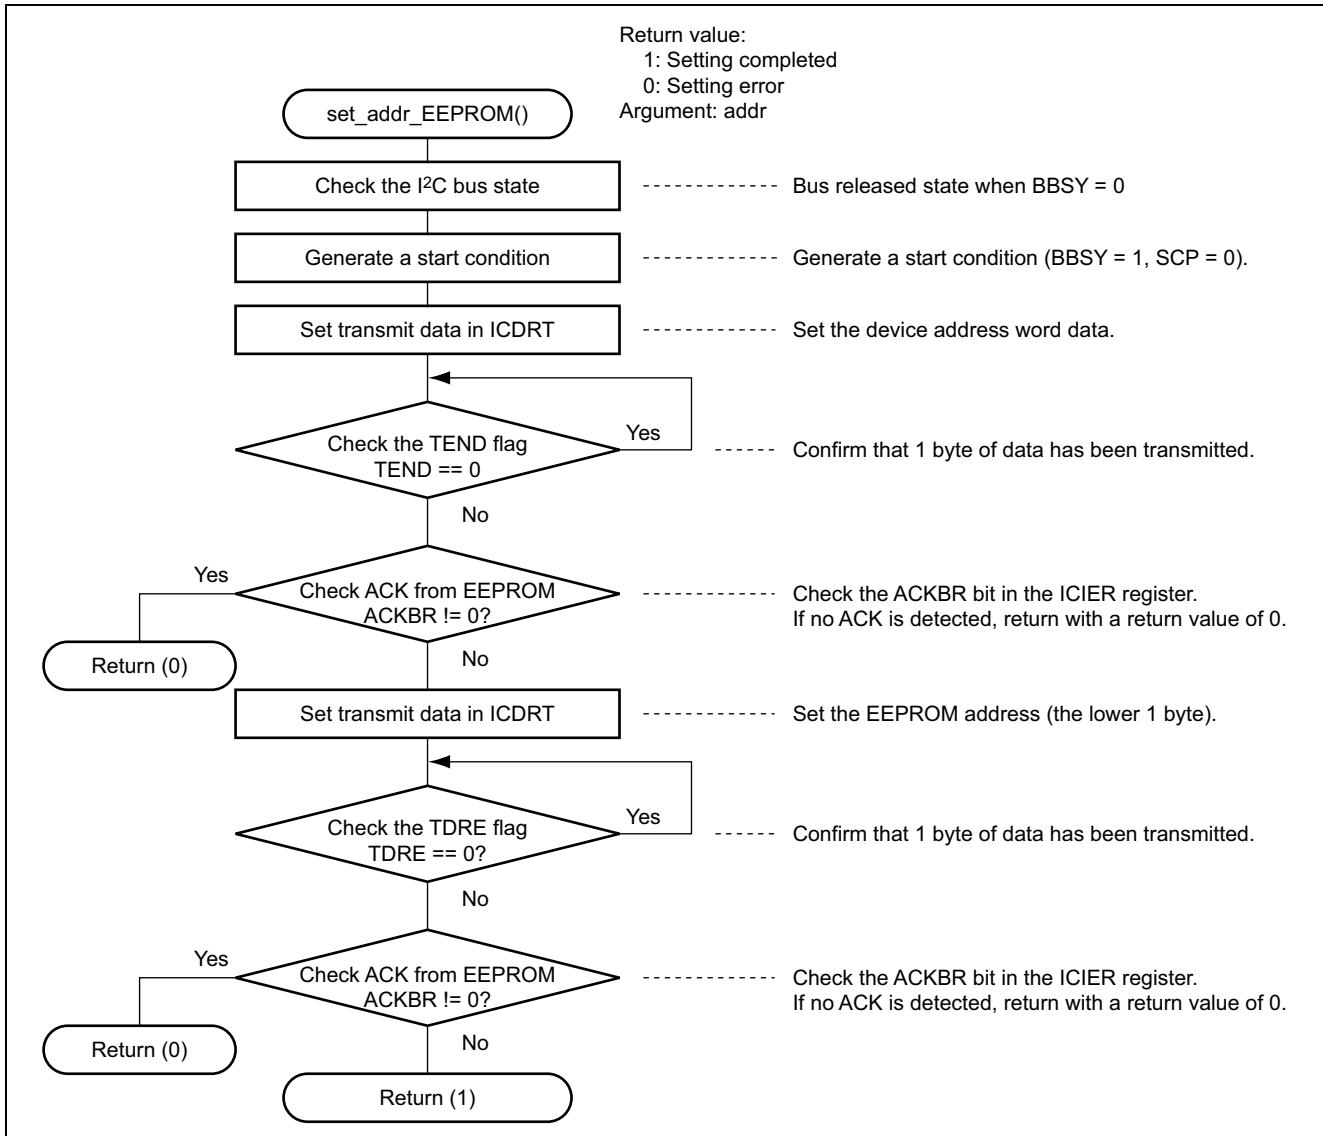 Return value:
1: Setting completed
0: Setting error
Argument: addr
set_addr_EEPROM()
Check the I²C bus state
Bus released state when BBSY = 0
Generate a start condition
Generate a start condition (BBSY = 1, SCP = 0).
Set transmit data in ICDRT
Set the device address word data.
Check the TEND flag
TEND == 0
Yes
Confirm that 1 byte of data has been transmitted.
No
Yes
Check ACK from EEPROM
ACKBR != 0?
Check the ACKBR bit in the ICIER register.
If no ACK is detected, return with a return value of 0.
Return (0)
No
Set transmit data in ICDRT
Set the EEPROM address (the lower 1 byte).
Check the TDRE flag
TDRE == 0?
Yes
Confirm that 1 byte of data has been transmitted.
No
Yes
Check ACK from EEPROM
ACKBR != 0?
Check the ACKBR bit in the ICIER register.
If no ACK is detected, return with a return value of 0.
Return (0)
No
Return (1)